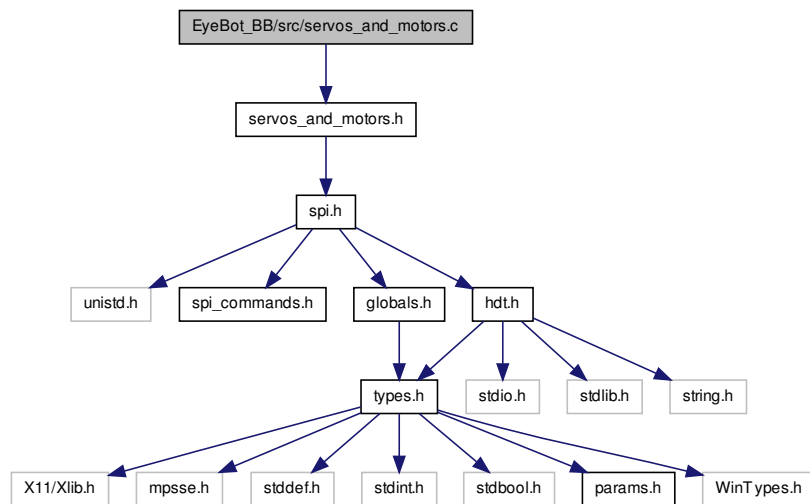 EyeBot_BB/src/servos_and_motors.c
servos_and_motors.h
spi.h
unistd.h
spi_commands.h
globals.h
hdt.h
types.h
stdio.h
stdlib.h
string.h
X11/Xlib.h
mpsse.h
stddef.h
stdint.h
stdbool.h
params.h
WinTypes.h